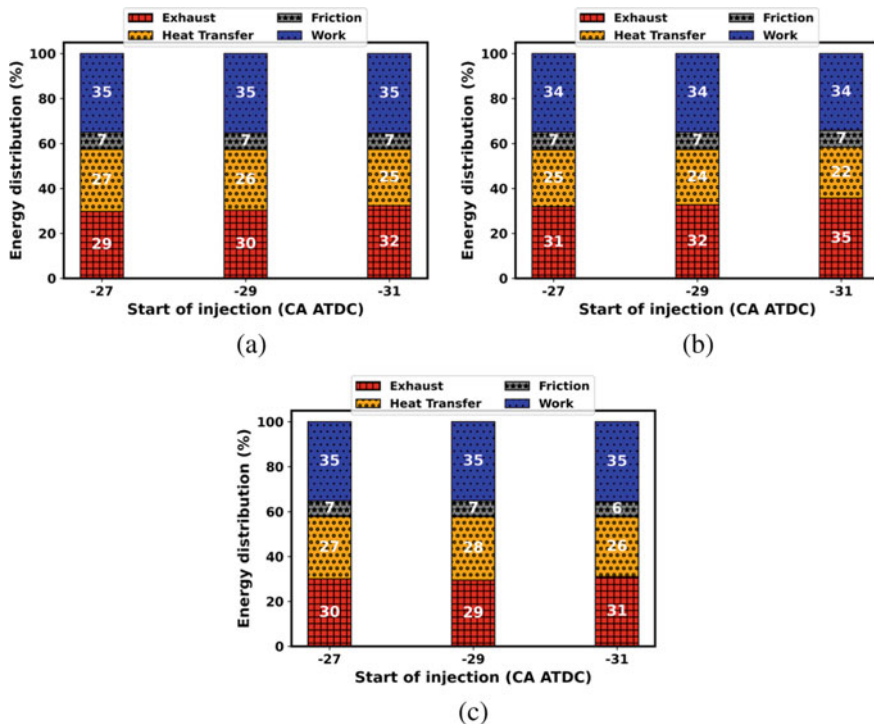 Exhaust Friction
Heat Transfer Work
Energy distribution (%)
100
80
60
40
20
0
35 35 35
7 7 7
27 26 25
29 30 32
-27 -29 -31
Start of injection (CA ATDC)
(a)
Exhaust Friction
Heat Transfer Work
Energy distribution (%)
100
80
60
40
20
0
34 34 34
7 7 7
25 24 22
31 32 35
-27 -29 -31
Start of injection (CA ATDC)
(b)
Exhaust Friction
Heat Transfer Work
Energy distribution (%)
100
80
60
40
20
0
35 35 35
7 7 6
27 28 26
30 29 31
-27 -29 -31
Start of injection (CA ATDC)
(c)